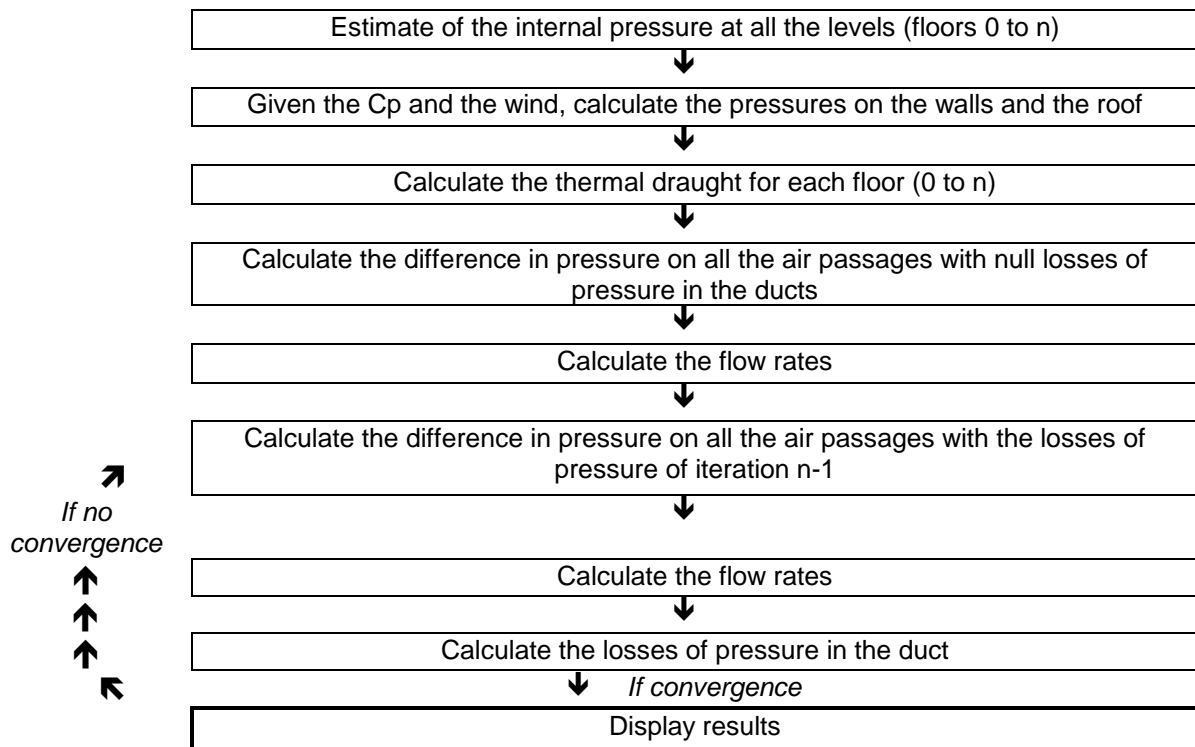 Estimate of the internal pressure at all the levels (floors 0 to n)
Given the Cp and the wind, calculate the pressures on the walls and the roof
Calculate the thermal draught for each floor (0 to n)
Calculate the difference in pressure on all the air passages with null losses of
pressure in the ducts
Calculate the flow rates
Calculate the difference in pressure on all the air passages with the losses of
pressure of iteration n-1
If no
convergence
Calculate the flow rates
Calculate the losses of pressure in the duct
If convergence
Display results